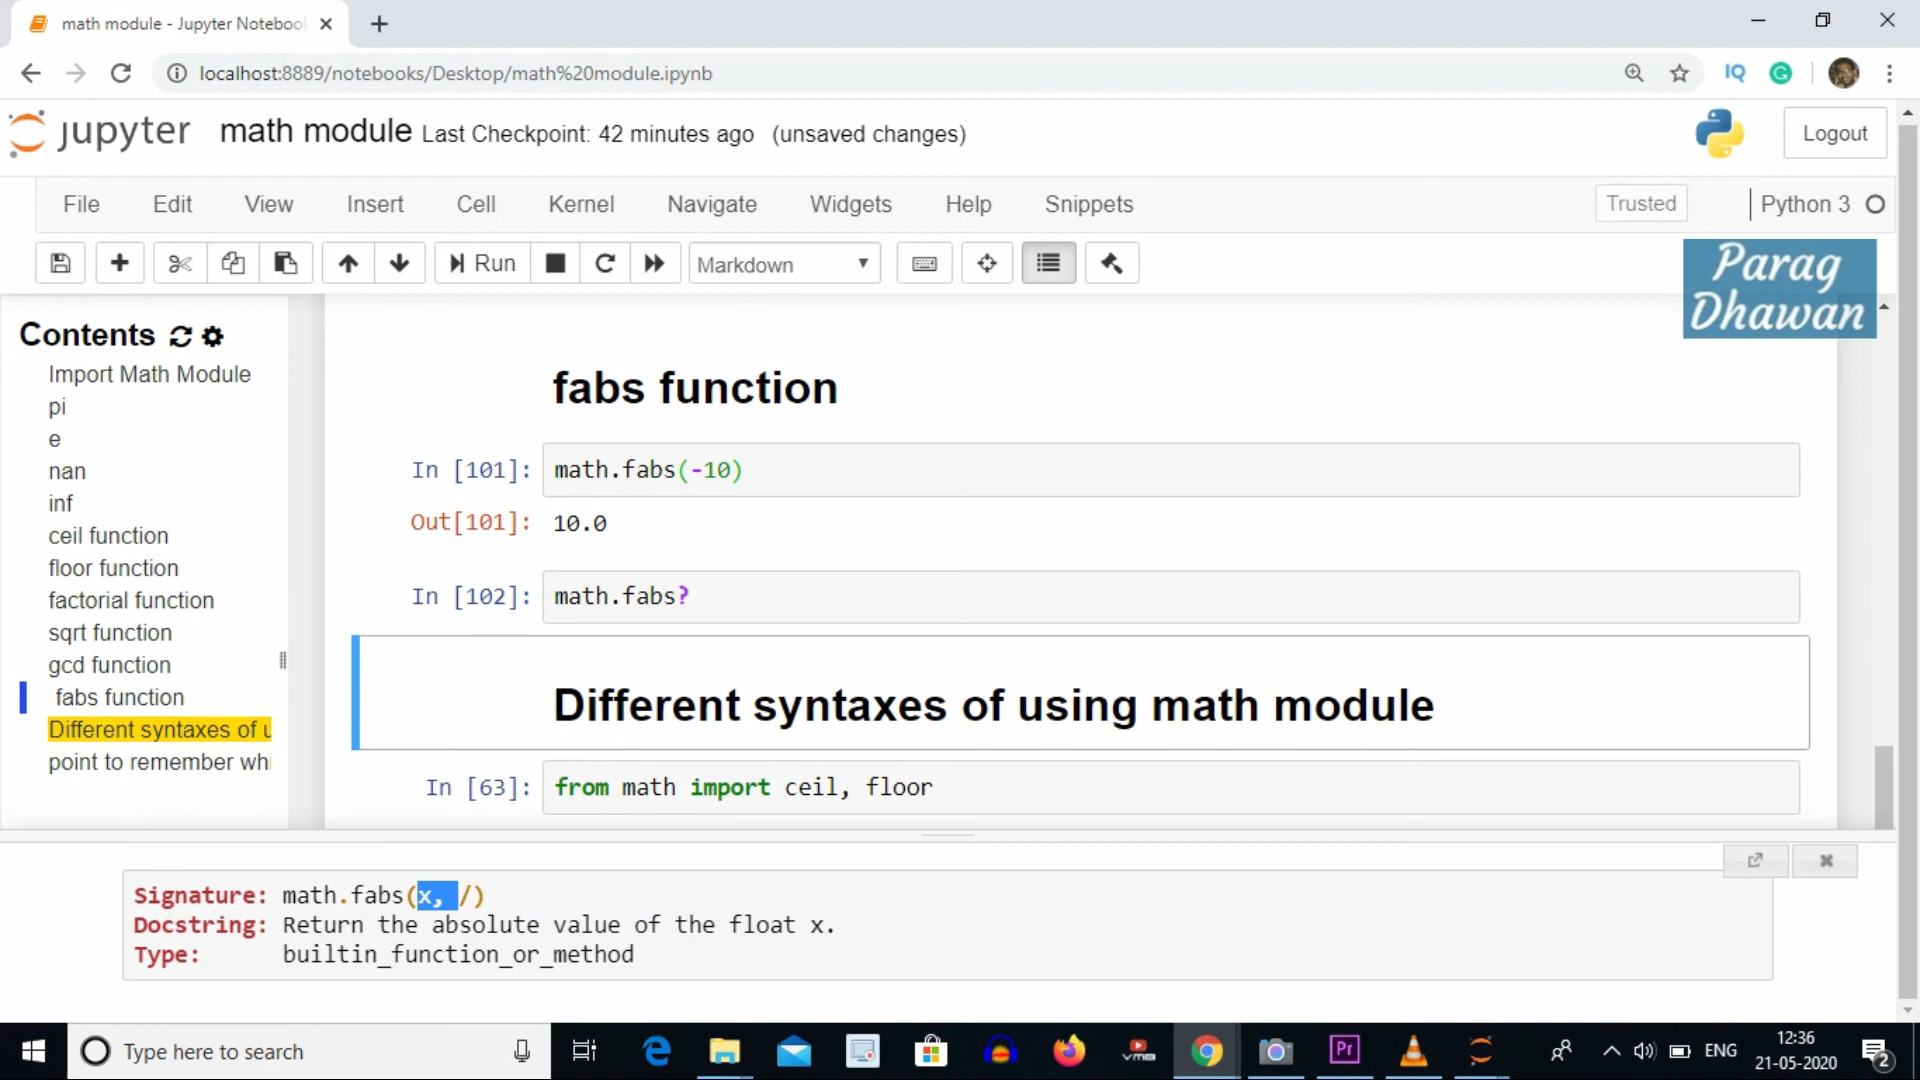 math module - Jupyter Noteboo
localhost:8889/notebooks/Desktop/math%20module.ipynb
IQ
G
jupyter math module Last Checkpoint: 42 minutes ago (unsaved changes)
Logout
File Edit View Insert Cell Kernel Navigate Widgets Help Snippets
Trusted
Python 3
Run
Markdown
Parag
Dhawan
Contents
Import Math Module
pi
e
nan
inf
ceil function
floor function
factorial function
sqrt function
gcd function
fabs function
Different syntaxes of u
point to remember whi
fabs function
In [101]: math.fabs(-10)
Out[101]: 10.0
In [102]: math.fabs?
Different syntaxes of using math module
In [63]: from math import ceil, floor
Signature: math.fabs(x, /)
Docstring: Return the absolute value of the float x.
Type: builtin_function_or_method
Type here to search
Pr
ENG
12:36
21-05-2020
2